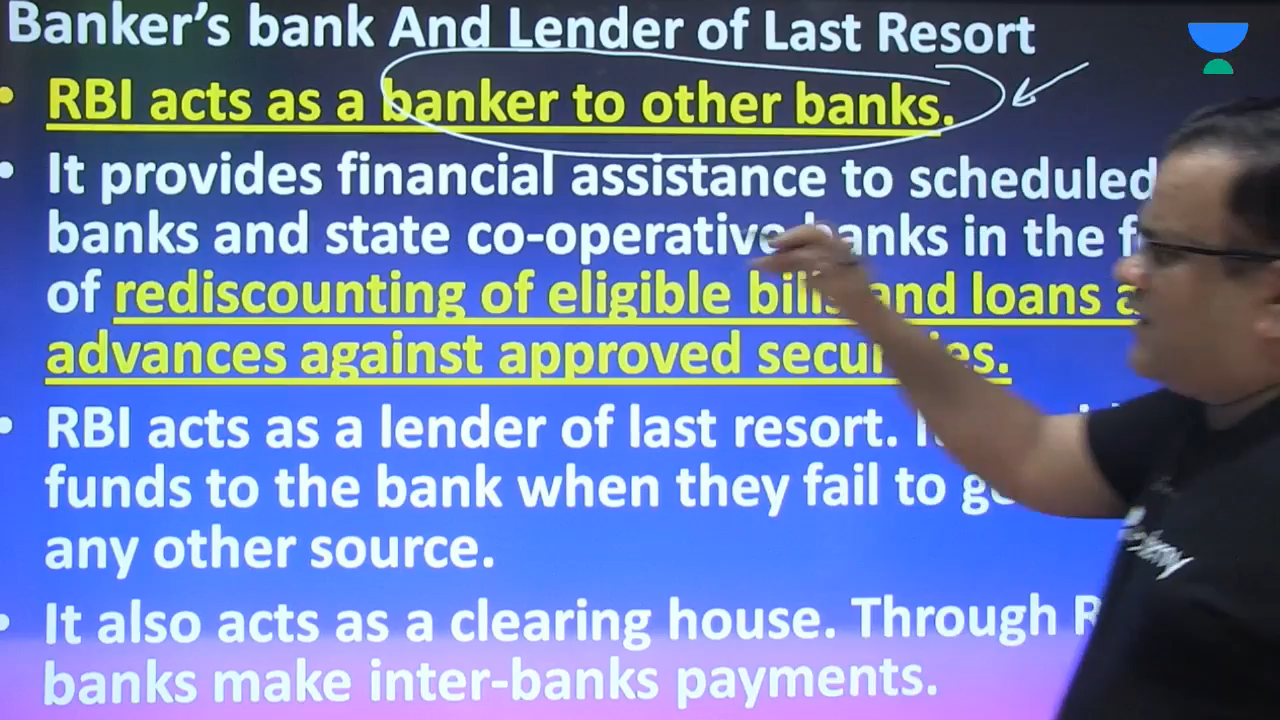 Banker’s bank And Lender of Last Resort
• RBI acts as a banker to other banks.
• It provides financial assistance to scheduled
banks and state co-operative banks in the
of rediscounting of eligible bills and loans
advances against approved securities.
• RBI acts as a lender of last resort.
funds to the bank when they fail to
any other source.
• It also acts as a clearing house. Through
banks make inter-banks payments.